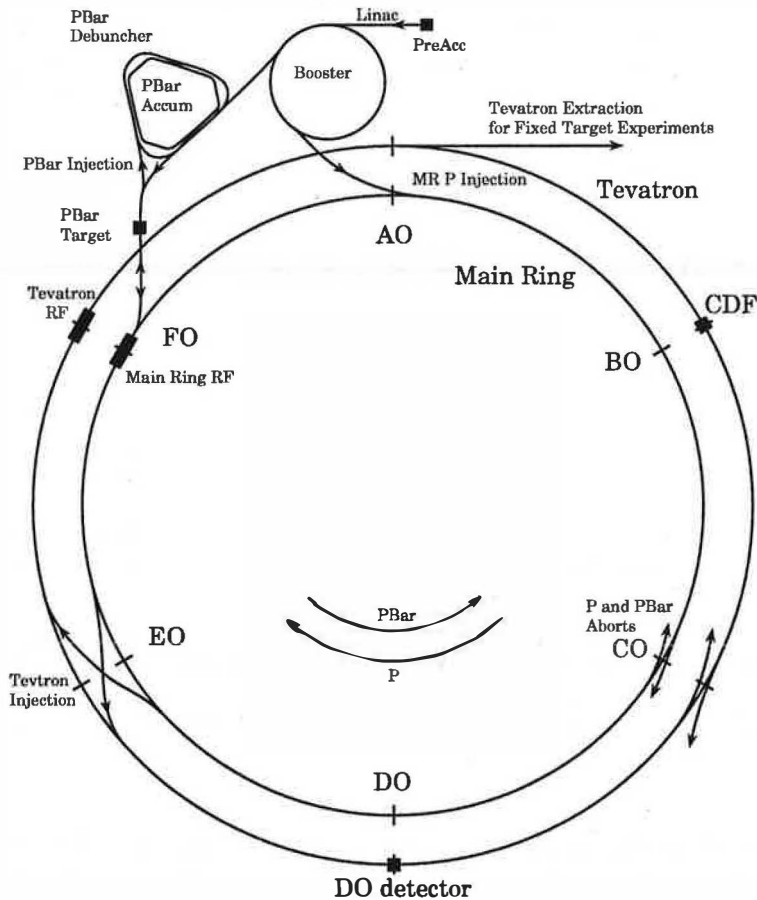 PBar
Debuncher
Linac
PreAcc
Booster
PBar
Accum
Tevatron Extraction
for Fixed Target Experiments
PBar Injection
MR P Injection
Tevatron
PBar
Target
AO
Main Ring
Tevatron
RF
CDF
FO
BO
Main Ring RF
PBar
P and PBar
Aborts
EO
CO
P
Tevtron
Injection
DO
DO detector